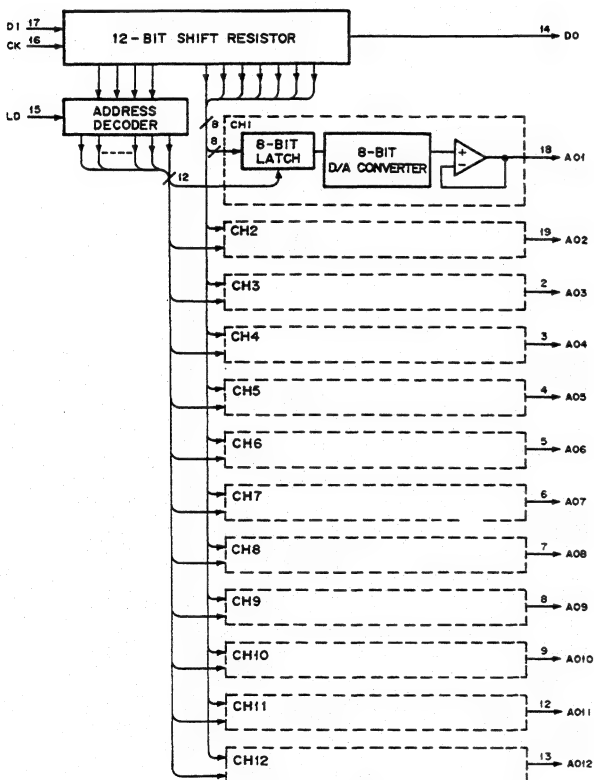 DI 17
CK 16
12-BIT SHIFT RESISTOR
14 DO
LD 15
ADDRESS DECODER
8
8
12
CH1
8-BIT LATCH
8-BIT D/A CONVERTER
+
-
18 AO1
CH2
19 AO2
CH3
2 AO3
CH4
3 AO4
CH5
4 AO5
CH6
5 AO6
CH7
6 AO7
CH8
7 AO8
CH9
8 AO9
CH10
9 AO10
CH11
12 AO11
CH12
13 AO12